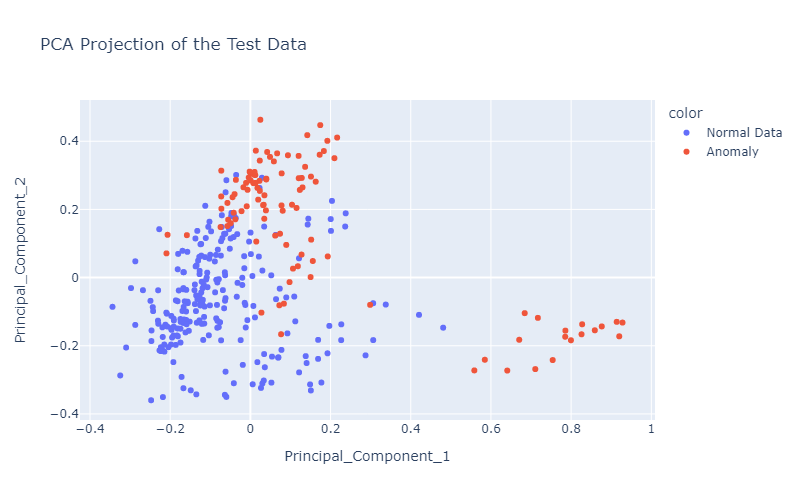 PCA Projection of the Test Data
color
Normal Data
Anomaly
Principal_Component_2
0.4
0.2
0
−0.2
−0.4
−0.4
−0.2
0
0.2
0.4
0.6
0.8
1
Principal_Component_1